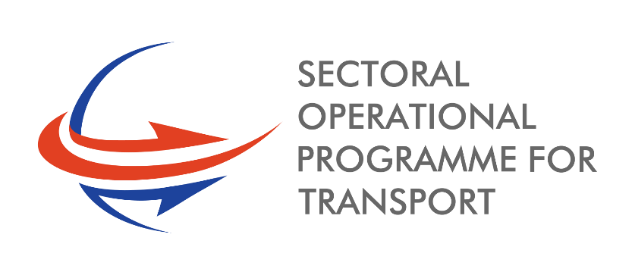 SECTORAL
OPERATIONAL
PROGRAMME FOR
TRANSPORT